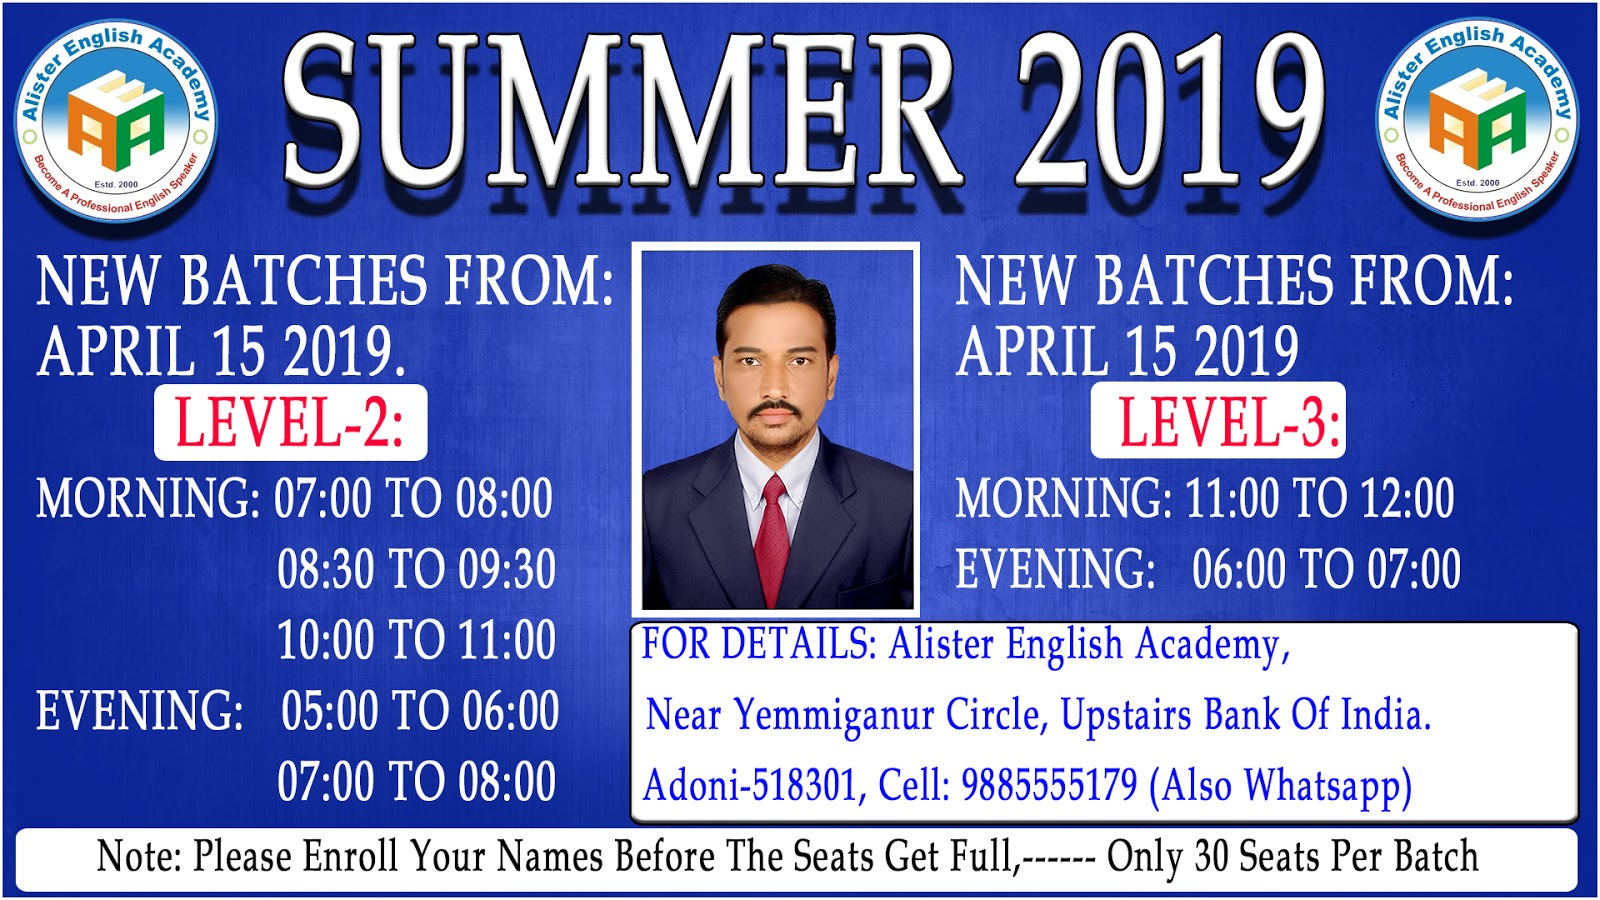 Alister English Academy
Become A Professional English Speaker
Estd. 2000
SUMMER 2019
Alister English Academy
Become A Professional English Speaker
Estd. 2000
NEW BATCHES FROM:
APRIL 15 2019.
LEVEL-2:
MORNING: 07:00 TO 08:00
08:30 TO 09:30
10:00 TO 11:00
EVENING: 05:00 TO 06:00
07:00 TO 08:00
NEW BATCHES FROM:
APRIL 15 2019
LEVEL-3:
MORNING: 11:00 TO 12:00
EVENING: 06:00 TO 07:00
FOR DETAILS: Alister English Academy,
Near Yemmiganur Circle, Upstairs Bank Of India.
Adoni-518301, Cell: 9885555179 (Also Whatsapp)
Note: Please Enroll Your Names Before The Seats Get Full,------ Only 30 Seats Per Batch